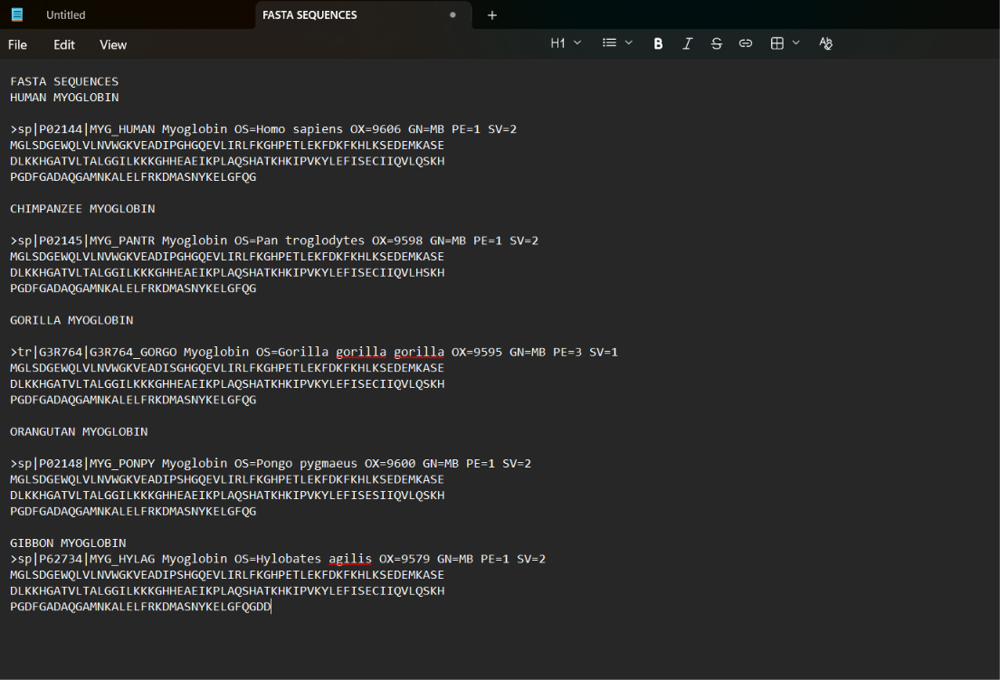 Untitled
FASTA SEQUENCES
File Edit View
H1 B I S
FASTA SEQUENCES
HUMAN MYOGLOBIN
>sp|P02144|MYG_HUMAN Myoglobin OS=Homo sapiens OX=9606 GN=MB PE=1 SV=2
MGLSDGEWQLVLNVWGKVEADIPGHGQEVLIRLFKGHPETLEKFDKFKHLKSEDEMKASE
DLKKHGATVLTALGGILKKKGHHEAEIKPLAQSHATKHKIPVKYLEFISECIIQVLQSKH
PGDFGADAQGAMNKALELFRKDMASNYKELGFQG
CHIMPANZEE MYOGLOBIN
>sp|P02145|MYG_PANTR Myoglobin OS=Pan troglodytes OX=9598 GN=MB PE=1 SV=2
MGLSDGEWQLVLNVWGKVEADIPGHGQEVLIRLFKGHPETLEKFDKFKHLKSEDEMKASE
DLKKHGATVLTALGGILKKKGHHEAEIKPLAQSHATKHKIPVKYLEFISECIIQVLHSKH
PGDFGADAQGAMNKALELFRKDMASNYKELGFQG
GORILLA MYOGLOBIN
>tr|G3R764|G3R764_GORGO Myoglobin OS=Gorilla gorilla gorilla OX=9595 GN=MB PE=3 SV=1
MGLSDGEWQLVLNVWGKVEADISGHGQEVLIRLFKGHPETLEKFDKFKHLKSEDEMKASE
DLKKHGATVLTALGGILKKKGHHEAEIKPLAQSHATKHKIPVKYLEFISECIIQVLQSKH
PGDFGADAQGAMNKALELFRKDMASNYKELGFQG
ORANGUTAN MYOGLOBIN
>sp|P02148|MYG_PONPY Myoglobin OS=Pongo pygmaeus OX=9600 GN=MB PE=1 SV=2
MGLSDGEWQLVLNVWGKVEADIPSHGQEVLIRLFKGHPETLEKFDKFKHLKSEDEMKASE
DLKKHGATVLTALGGILKKKGHHEAEIKPLAQSHATKHKIPVKYLEFISESIIQVLQSKH
PGDFGADAQGAMNKALELFRKDMASNYKELGFQG
GIBBON MYOGLOBIN
>sp|P62734|MYG_HYLAG Myoglobin OS=Hylobates agilis OX=9579 GN=MB PE=1 SV=2
MGLSDGEWQLVLNVWGKVEADIPSHGQEVLIRLFKGHPETLEKFDKFKHLKSEDEMKASE
DLKKHGATVLTALGGILKKKGHHEAEIKPLAQSHATKHKIPVKYLEFISECIIQVLQSKH
PGDFGADAQGAMNKALELFRKDMASNYKELGFQGDD